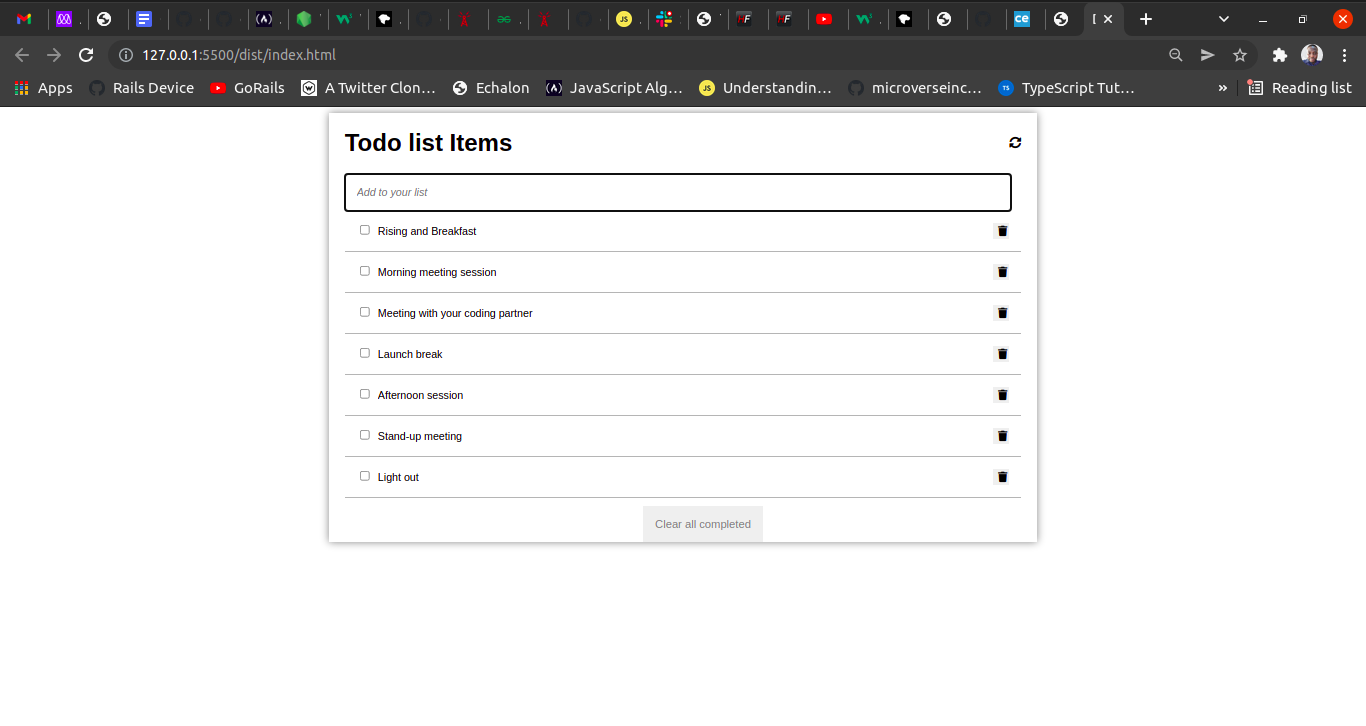 127.0.0.1:5500/dist/index.html
Apps Rails Device GoRails A Twitter Clon… Echalon JavaScript Alg… Understandin… microverseinc… TypeScript Tut… » Reading list
Todo list Items
Add to your list
Rising and Breakfast
Morning meeting session
Meeting with your coding partner
Launch break
Afternoon session
Stand-up meeting
Light out
Clear all completed